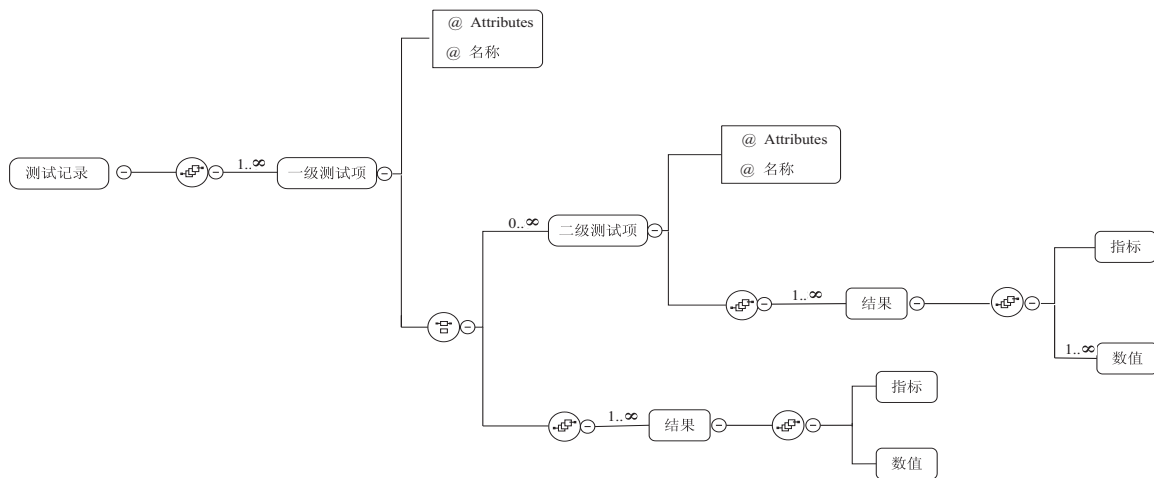 @ Attributes
@ 名称
测试记录
1..∞
一级测试项
@ Attributes
@ 名称
0..∞
二级测试项
指标
1..∞
结果
1..∞
数值
指标
1..∞
结果
数值